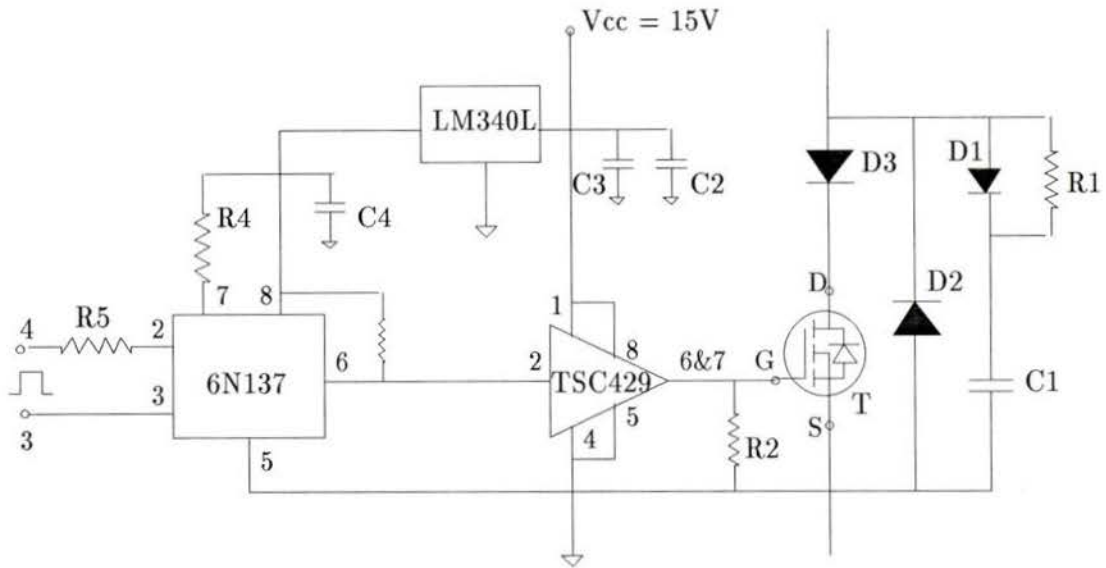 Vcc = 15V
LM340L
C3
C2
D3
D1
R1
R4
C4
7
8
D
D2
4
R5
2
1
8
6&7
G
6N137
6
2
TSC429
C1
3
5
T
3
4
S
R2
5